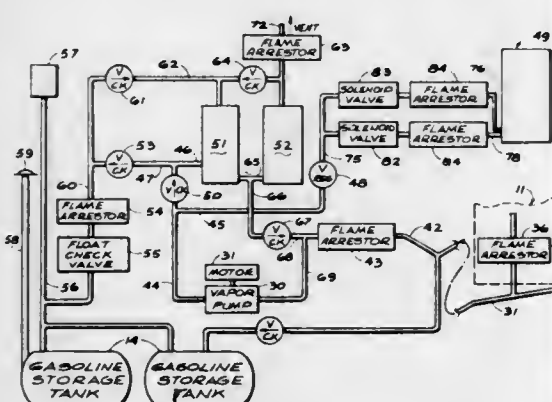 72
VENT
FLAME
ARRESTOR
63
57
62
64
V
CK
V
CK
61
83
84
76
49
SOLENOID
VALVE
FLAME
ARRESTOR
SOLENOID
VALVE
FLAME
ARRESTOR
75
82
84
78
53
V
CK
46
51
52
47
65
66
V
REG
48
59
60
FLAME
ARRESTOR
54
50
45
FLOAT
CHECK
VALVE
55
67
V
CK
68
FLAME
ARRESTOR
43
42
11
36
FLAME
ARRESTOR
31
MOTOR
31
44
VAPOR
PUMP
30
69
58
56
V
CK
14
GASOLINE
STORAGE
TANK
GASOLINE
STORAGE
TANK